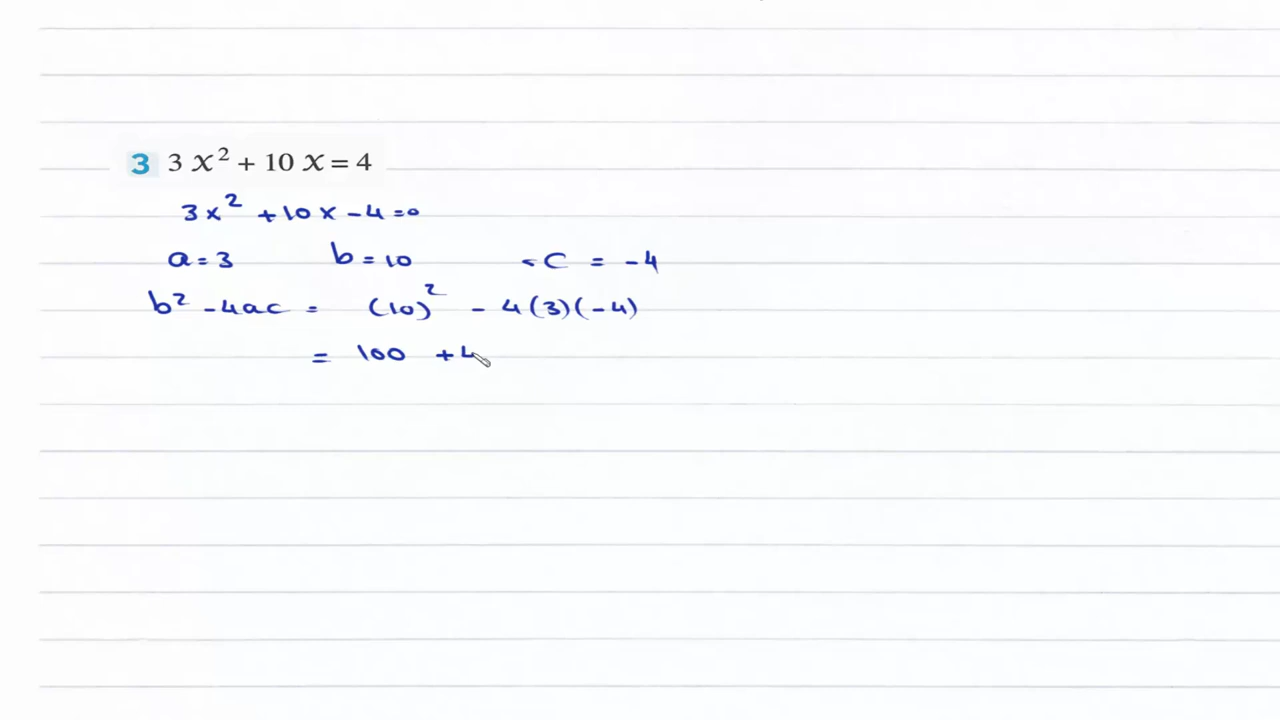 3 3x² + 10x = 4
3x² +10x -4 = 0
a = 3 b = 10 c = -4
b² - 4ac = (10)² - 4(3)(-4)
= 100 + 4